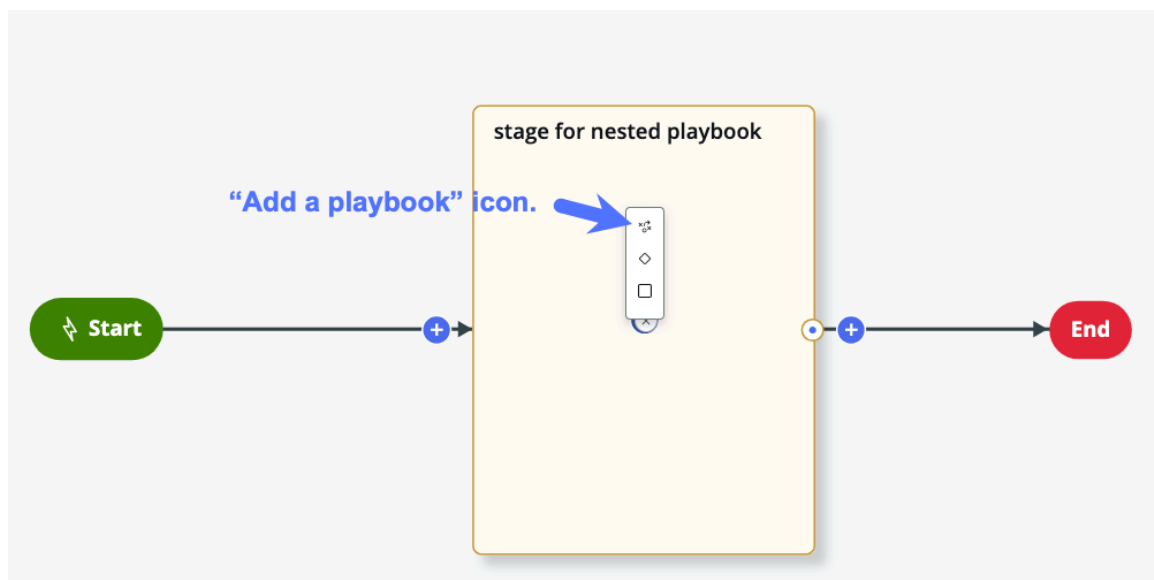 stage for nested playbook
“Add a playbook” icon.
Start
End